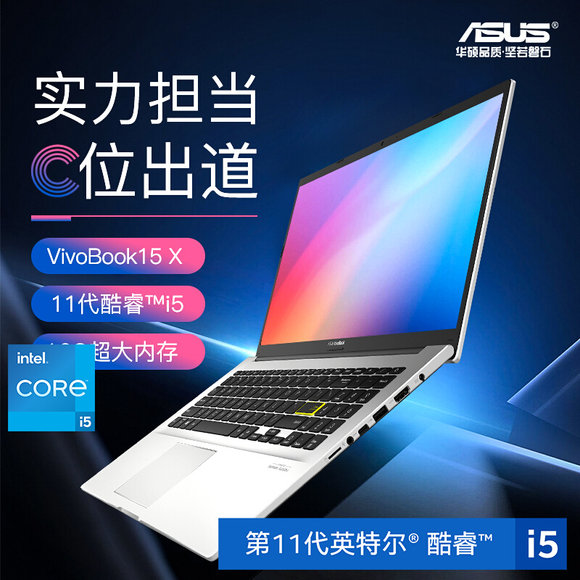 ASUS®
华硕品质·坚若磐石
实力担当
C位出道
VivoBook15 X
11代酷睿™i5
超大内存
intel.
CORE™
i5
第11代英特尔® 酷睿™ i5